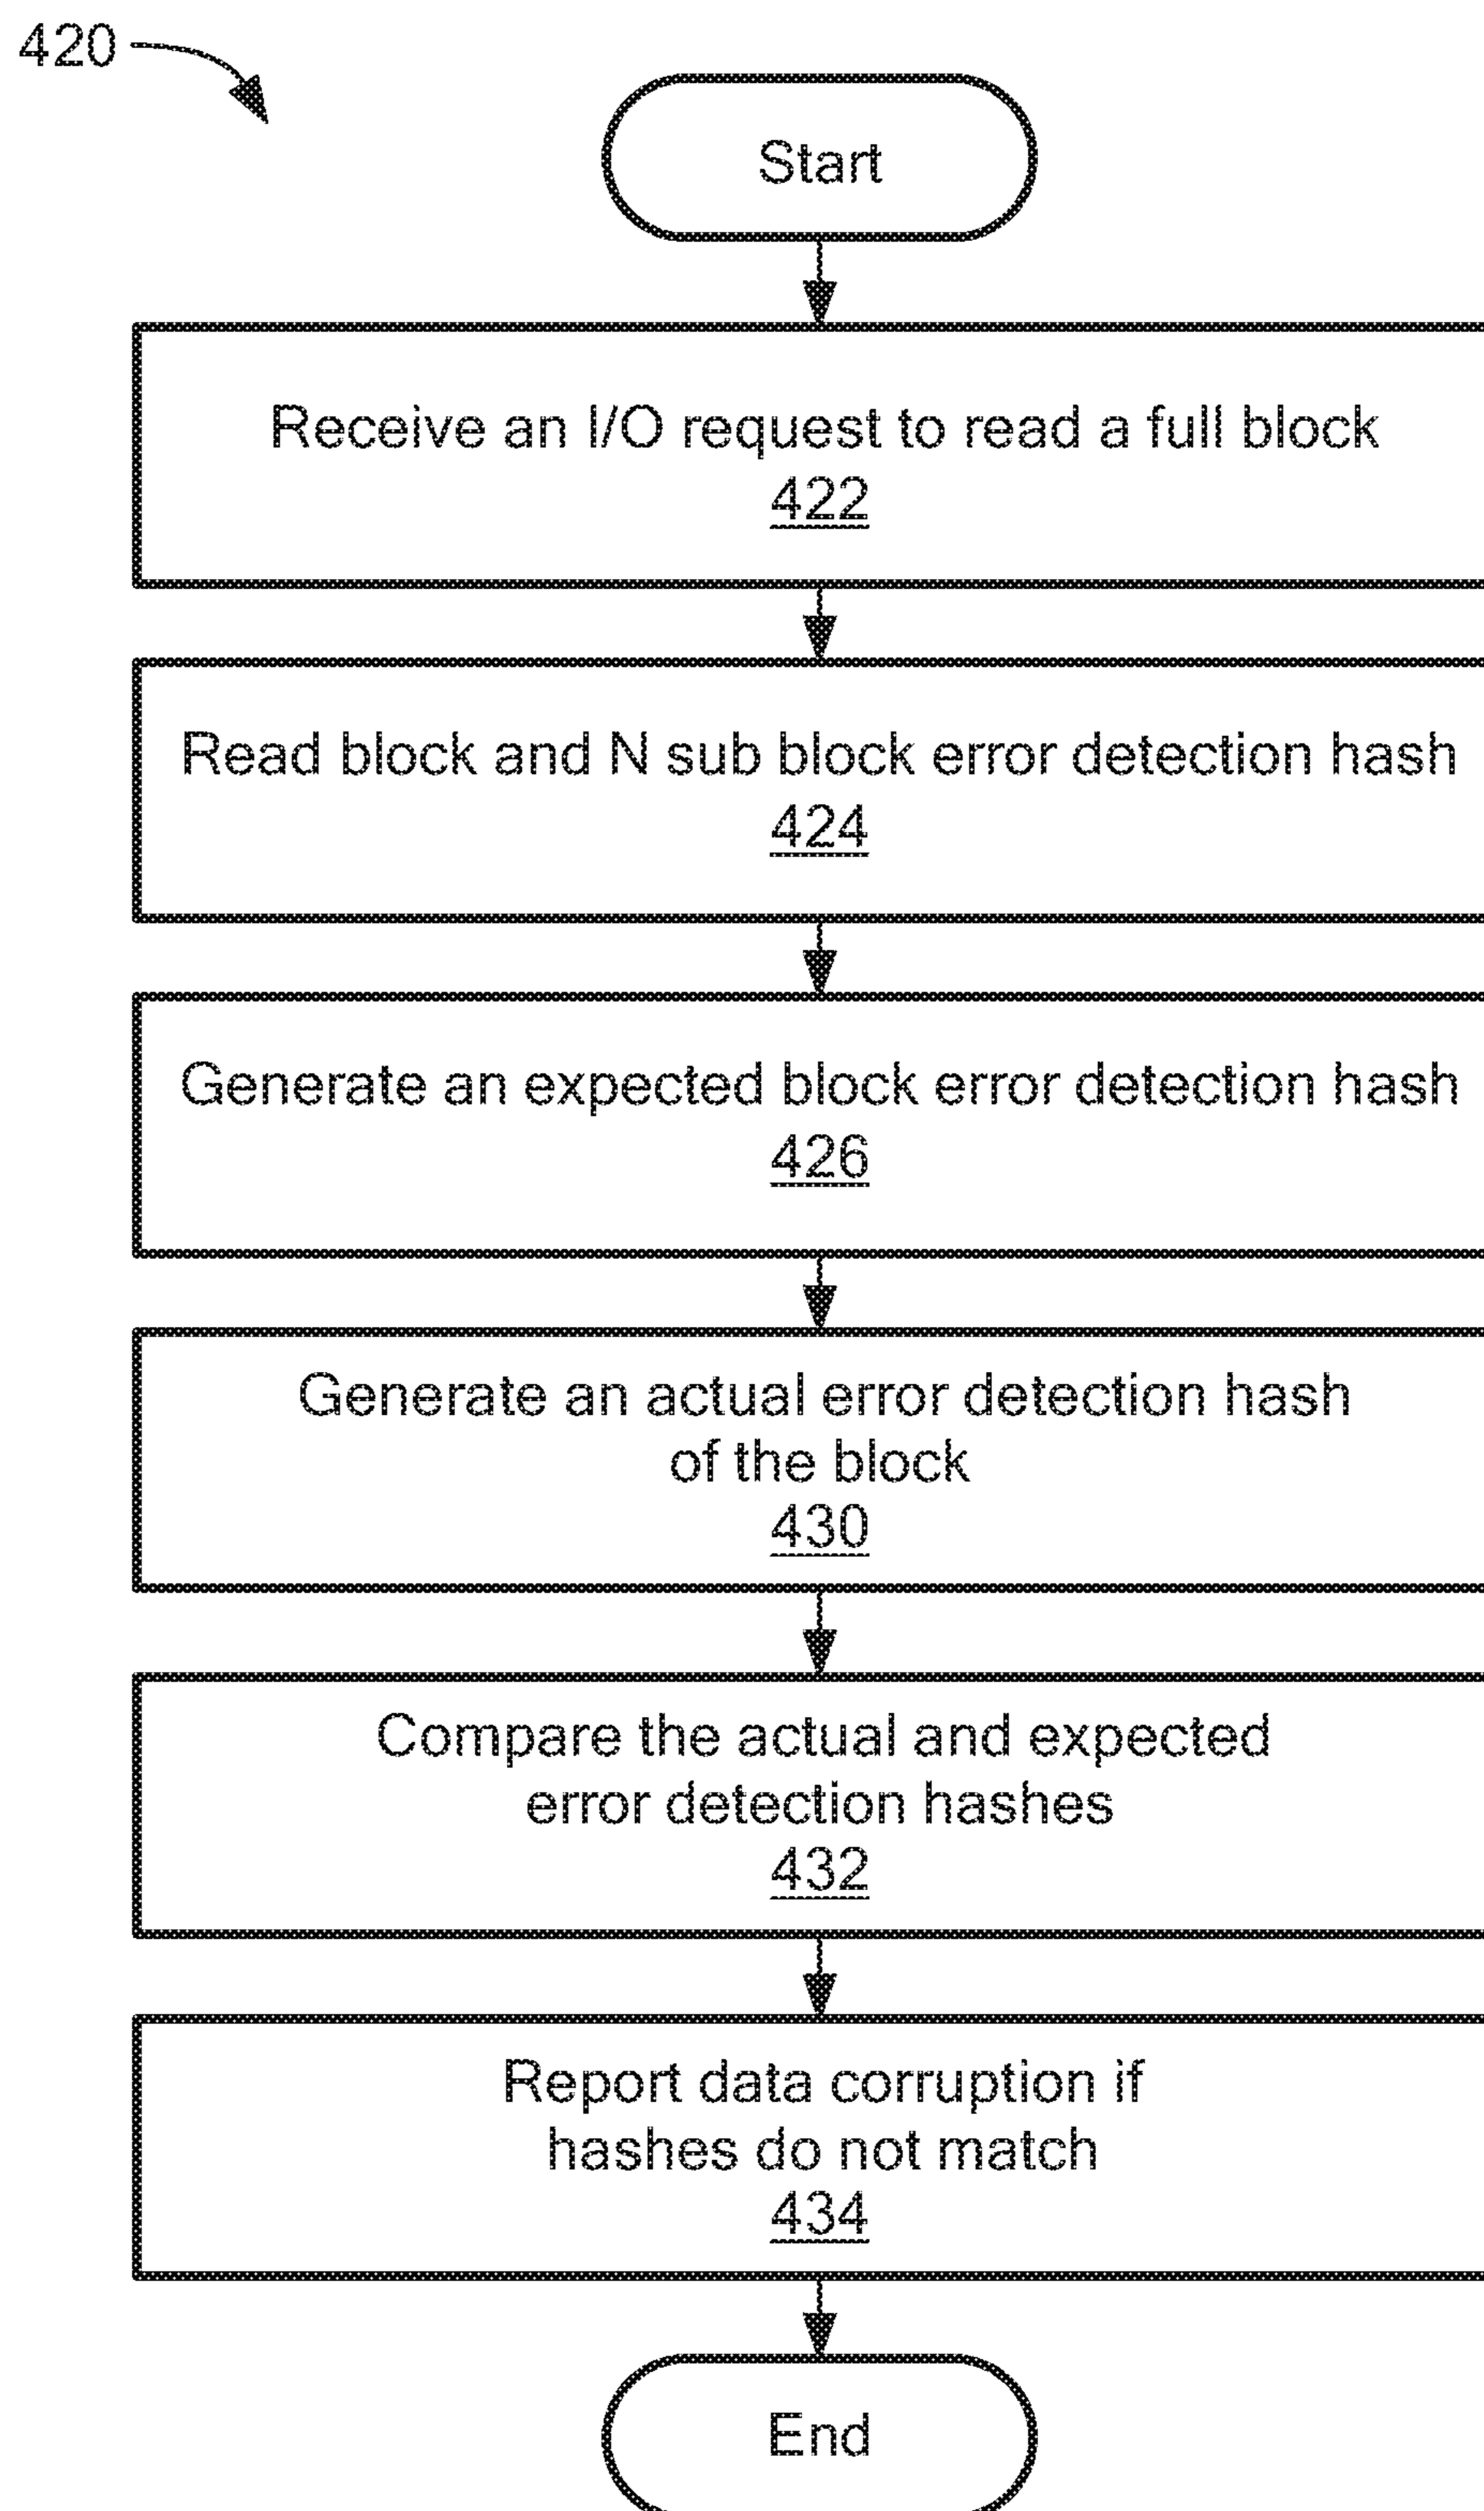 420
Start
Receive an I/O request to read a full block
422
Read block and N sub block error detection hash
424
Generate an expected block error detection hash
426
Generate an actual error detection hash
of the block
430
Compare the actual and expected
error detection hashes
432
Report data corruption if
hashes do not match
434
End